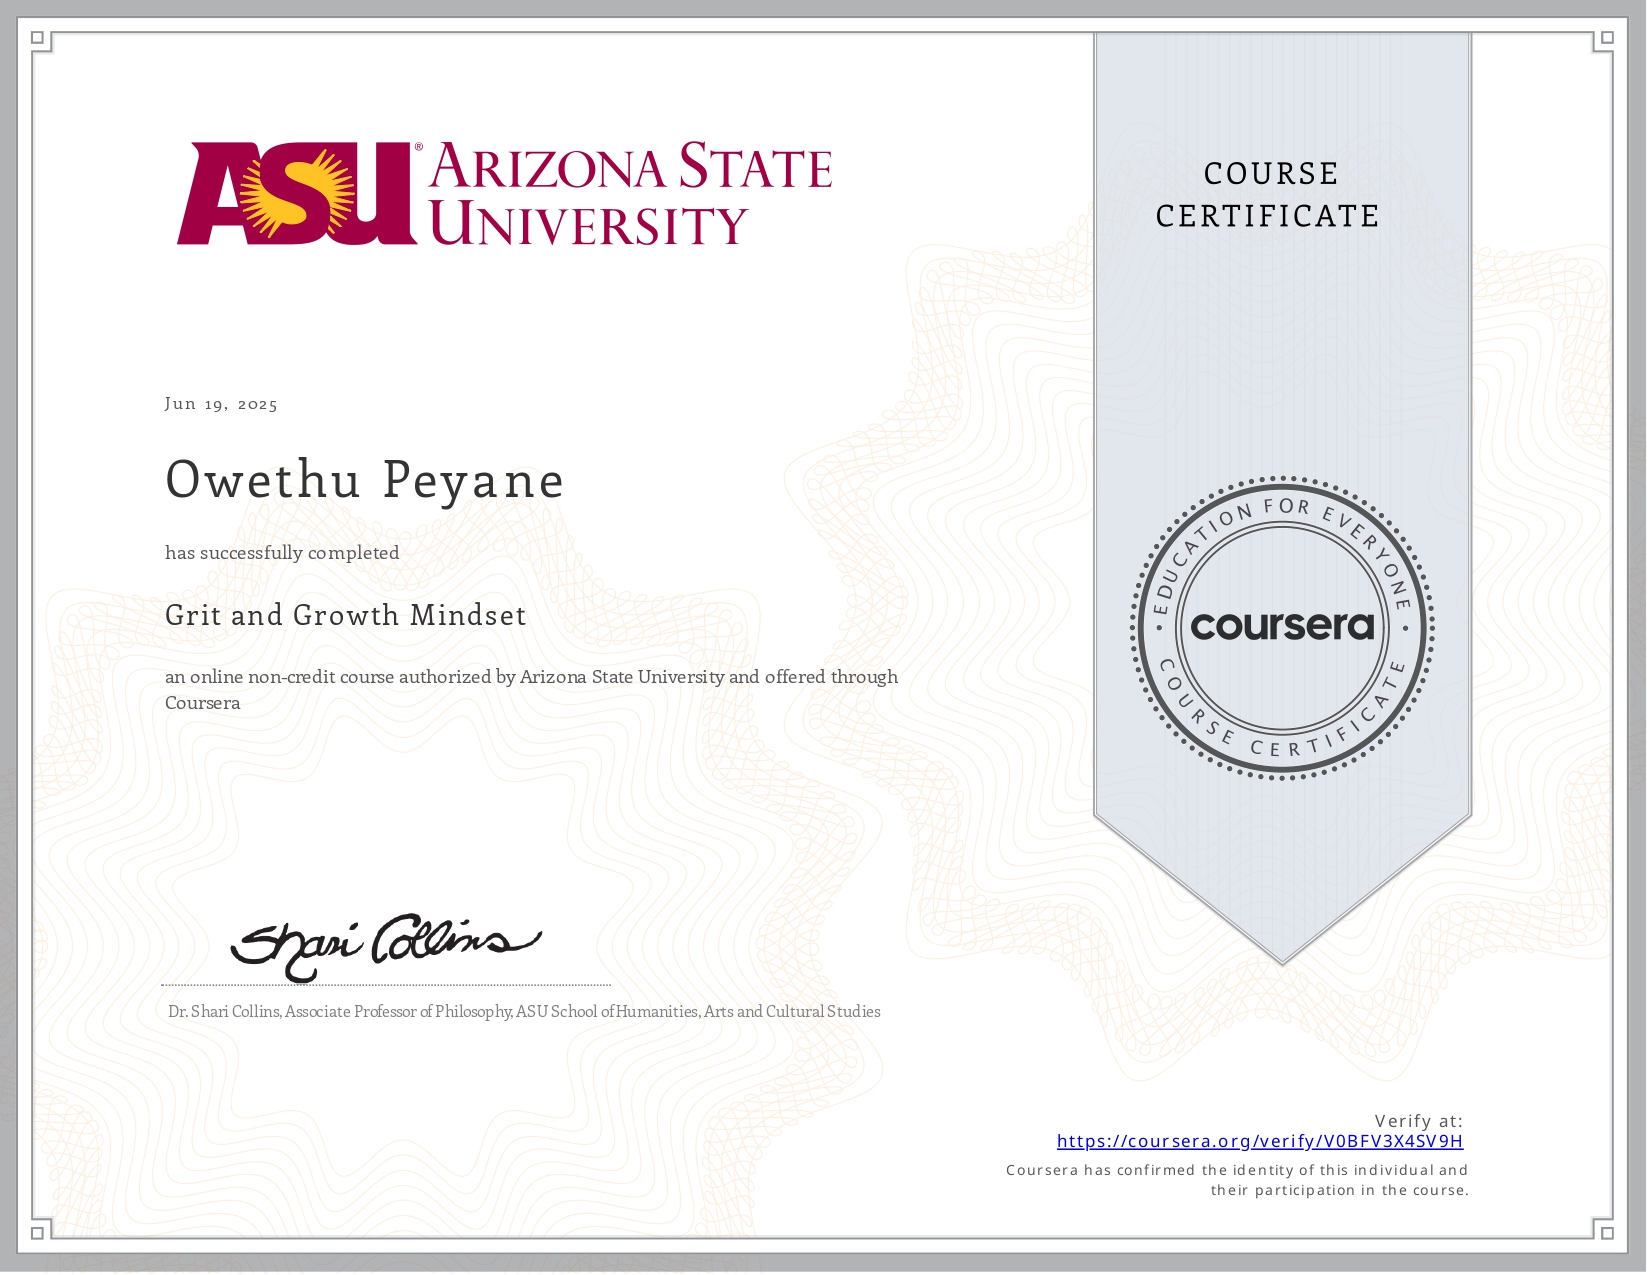 ASU® ARIZONA STATE
UNIVERSITY
COURSE
CERTIFICATE
Jun 19, 2025
Owethu Peyane
has successfully completed
Grit and Growth Mindset
an online non-credit course authorized by Arizona State University and offered through
Coursera
EDUCATION FOR EVERYONE
coursera
COURSE CERTIFICATE
Shari Collins
Dr. Shari Collins, Associate Professor of Philosophy, ASU School of Humanities, Arts and Cultural Studies
Verify at:
https://coursera.org/verify/V0BFV3X4SV9H
Coursera has confirmed the identity of this individual and
their participation in the course.